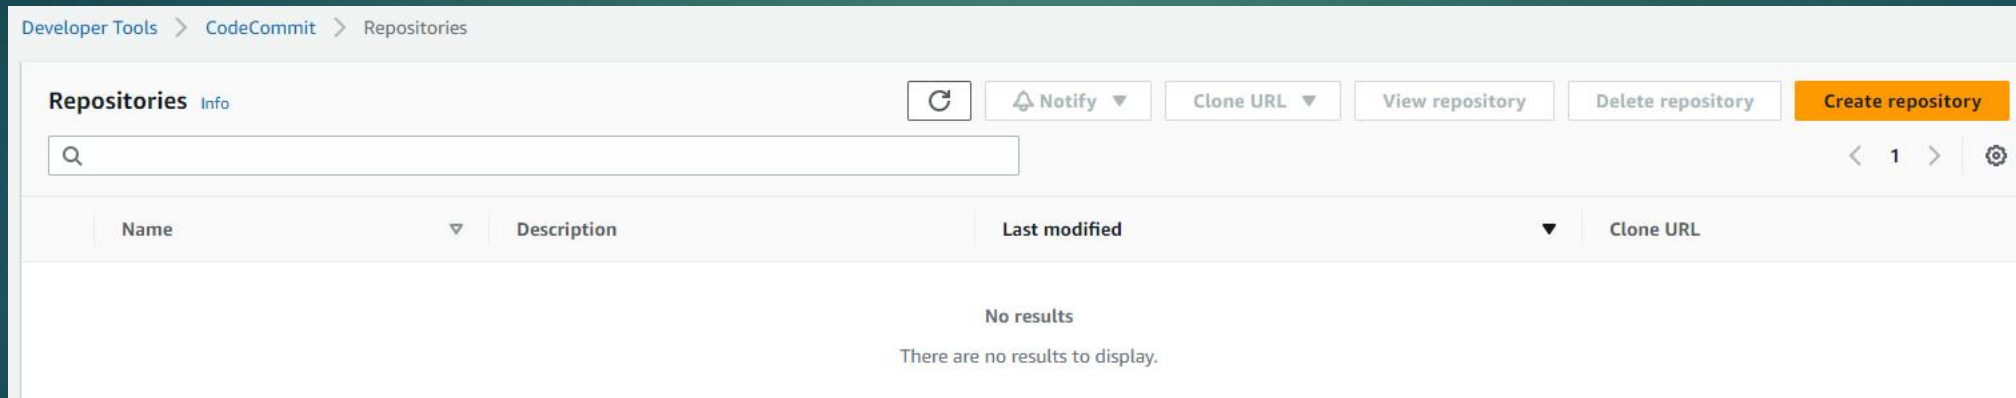 Developer Tools > CodeCommit > Repositories
Repositories Info
Notify ▼ Clone URL ▼ View repository Delete repository Create repository
< 1 >
Name Description Last modified Clone URL
No results
There are no results to display.